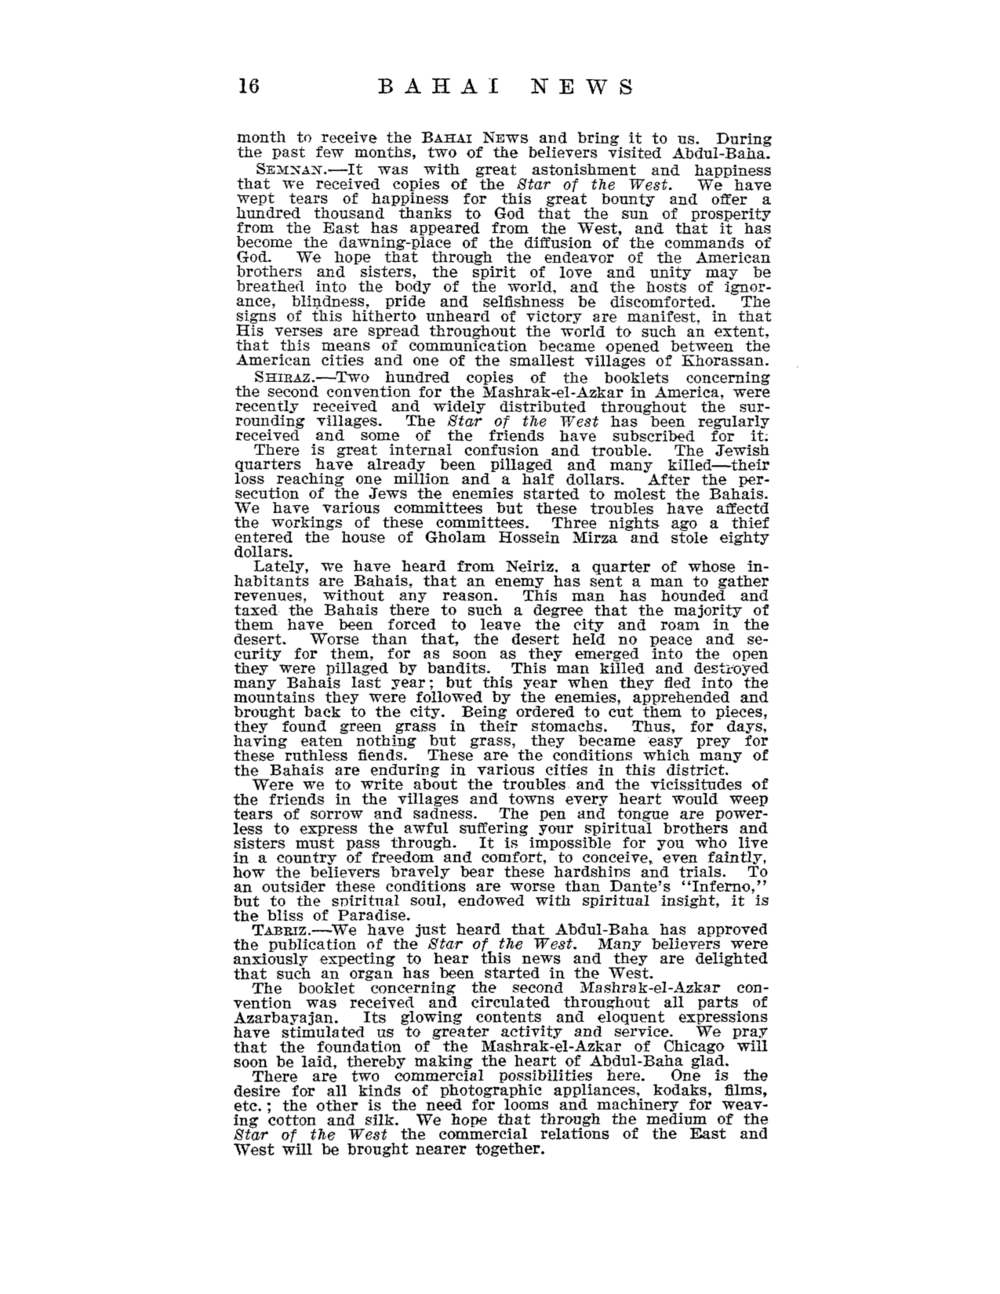 16 BAHAI NEWS
month to receive the BAHAI NEWS and bring it to us. During
the past few months, two of the believers visited Abdul-Baha.
SEMNAN.—It was with great astonishment and happiness
that we received copies of the Star of the West. We have
wept tears of happiness for this great bounty and offer a
hundred thousand thanks to God that the sun of prosperity
from the East has appeared from the West, and that it has
become the dawning-place of the diffusion of the commands of
God. We hope that through the endeavor of the American
brothers and sisters, the spirit of love and unity may be
breathed into the body of the world, and the hosts of ignor-
ance, blindness, pride and selfishness be discomforted. The
signs of this hitherto unheard of victory are manifest, in that
His verses are spread throughout the world to such an extent,
that this means of communication became opened between the
American cities and one of the smallest villages of Khorassan.
SHIRAZ.—Two hundred copies of the booklets concerning
the second convention for the Mashrak-el-Azkar in America, were
recently received and widely distributed throughout the sur-
rounding villages. The Star of the West has been regularly
received and some of the friends have subscribed for it.
There is great internal confusion and trouble. The Jewish
quarters have already been pillaged and many killed—their
loss reaching one million and a half dollars. After the per-
secution of the Jews the enemies started to molest the Bahais.
We have various committees but these troubles have affectd
the workings of these committees. Three nights ago a thief
entered the house of Gholam Hossein Mirza and stole eighty
dollars.
Lately, we have heard from Neiriz, a quarter of whose in-
habitants are Bahais, that an enemy has sent a man to gather
revenues, without any reason. This man has hounded and
taxed the Bahais there to such a degree that the majority of
them have been forced to leave the city and roam in the
desert. Worse than that, the desert held no peace and se-
curity for them, for as soon as they emerged into the open
they were pillaged by bandits. This man killed and destroyed
many Bahais last year; but this year when they fled into the
mountains they were followed by the enemies, apprehended and
brought back to the city. Being ordered to cut them to pieces,
they found green grass in their stomachs. Thus, for days,
having eaten nothing but grass, they became easy prey for
these ruthless fiends. These are the conditions which many of
the Bahais are enduring in various cities in this district.
Were we to write about the troubles and the vicissitudes of
the friends in the villages and towns every heart would weep
tears of sorrow and sadness. The pen and tongue are power-
less to express the awful suffering your spiritual brothers and
sisters must pass through. It is impossible for you who live
in a country of freedom and comfort, to conceive, even faintly,
how the believers bravely bear these hardships and trials. To
an outsider these conditions are worse than Dante's "Inferno,"
but to the spiritual soul, endowed with spiritual insight, it is
the bliss of Paradise.
TABRIZ.—We have just heard that Abdul-Baha has approved
the publication of the Star of the West. Many believers were
anxiously expecting to hear this news and they are delighted
that such an organ has been started in the West.
The booklet concerning the second Mashrak-el-Azkar con-
vention was received and circulated throughout all parts of
Azarbayajan. Its glowing contents and eloquent expressions
have stimulated us to greater activity and service. We pray
that the foundation of the Mashrak-el-Azkar of Chicago will
soon be laid, thereby making the heart of Abdul-Baha glad.
There are two commercial possibilities here. One is the
desire for all kinds of photographic appliances, kodaks, films,
etc.; the other is the need for looms and machinery for weav-
ing cotton and silk. We hope that through the medium of the
Star of the West the commercial relations of the East and
West will be brought nearer together.